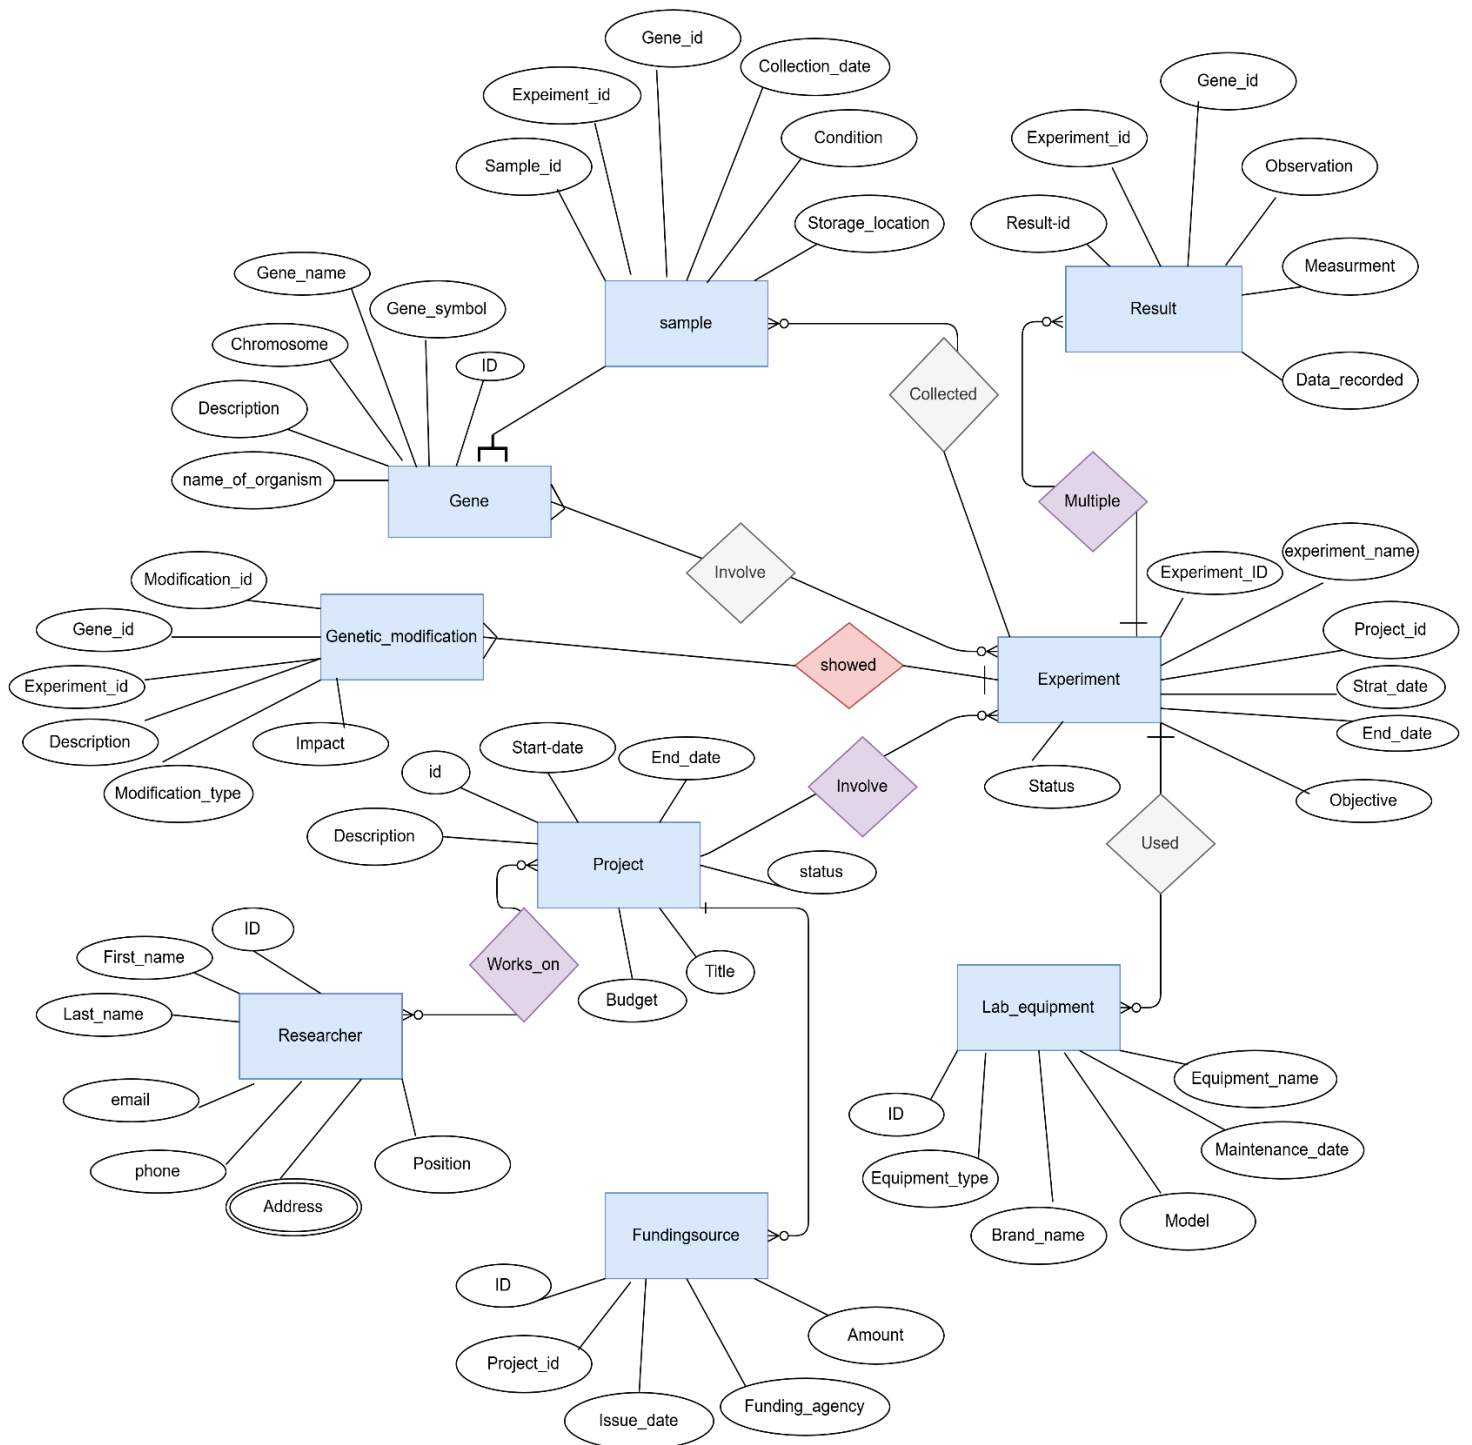 Gene_id
Collection_date
Expeiment_id
Condition
Sample_id
Storage_location
sample
Gene_id
Experiment_id
Observation
Result-id
Measurment
Result
Data_recorded
Gene_name
Gene_symbol
Chromosome
ID
Description
name_of_organism
Gene
Collected
Multiple
Involve
Modification_id
Gene_id
Genetic_modification
Experiment_id
Description
Impact
Modification_type
showed
experiment_name
Experiment_ID
Project_id
Experiment
Strat_date
End_date
Status
Objective
Start-date
End_date
id
Involve
Description
Project
status
Used
ID
First_name
Works_on
Title
Budget
Last_name
Researcher
email
phone
Position
Address
Lab_equipment
Equipment_name
ID
Maintenance_date
Equipment_type
Model
Brand_name
Fundingsource
ID
Amount
Project_id
Funding_agency
Issue_date